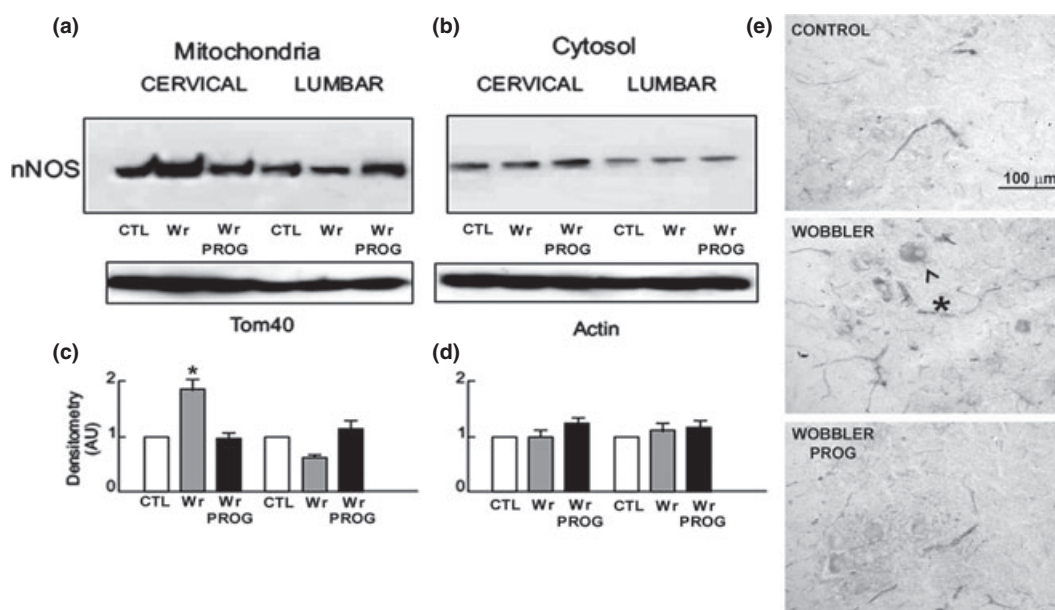 (a)
Mitochondria
CERVICAL LUMBAR
nNOS
CTL Wr Wr CTL Wr Wr
PROG PROG
Tom40
(b)
Cytosol
CERVICAL LUMBAR
CTL Wr Wr CTL Wr Wr
PROG PROG
Actin
(c)
Densitometry
(AU)
2
1
0
*
CTL Wr Wr CTL Wr Wr
PROG PROG
(d)
2
1
0
CTL Wr Wr CTL Wr Wr
PROG PROG
(e)
CONTROL
100 μm
WOBBLER
*
WOBBLER
PROG